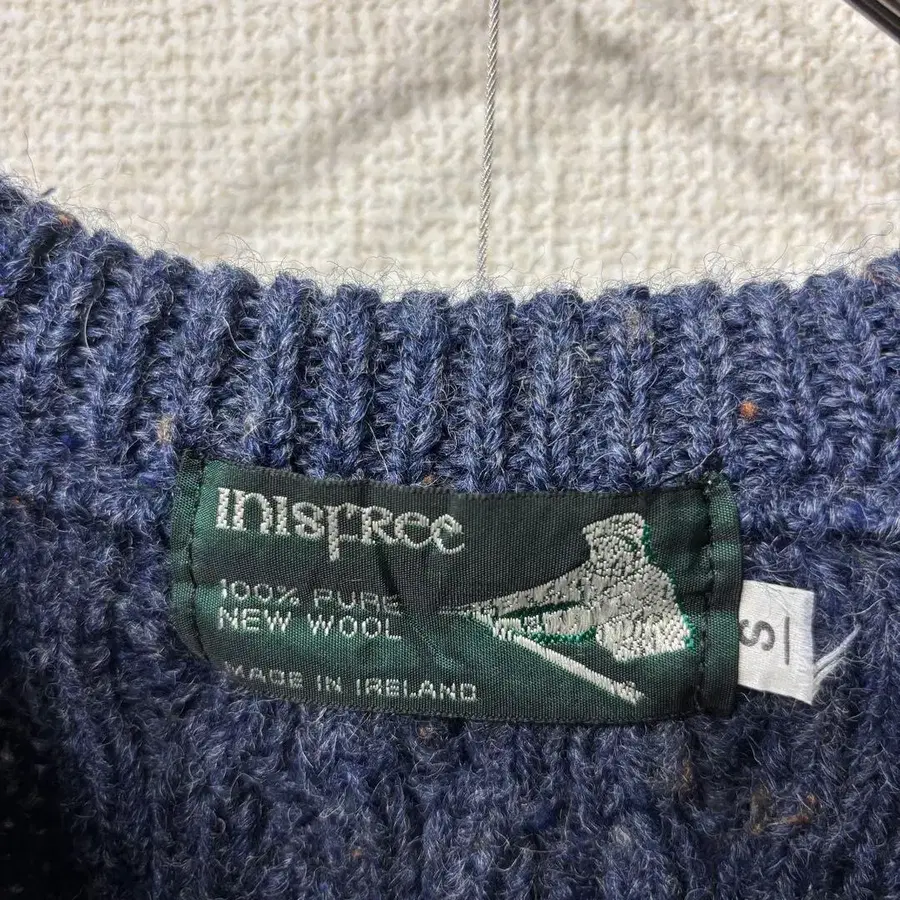 INISFREE
100% PURE
NEW WOOL
MADE IN IRELAND
S